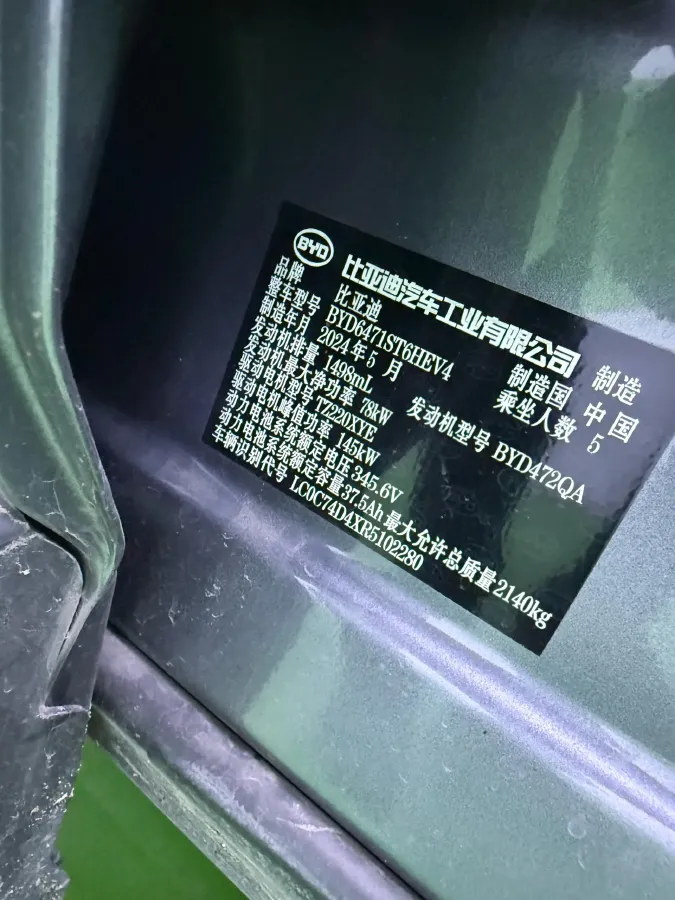 BYD 比亚迪汽车工业有限公司 制造
品牌 比亚迪 制造国 中国
整车型号 BYD6471ST6HEV4 乘坐人数 5
制造年月 2024年5月
发动机排量 1498mL 发动机型号 BYD472QA
发动机最大净功率 78kW
驱动电机型号 TZ220XYE
驱动电机峰值功率 145kW
动力电池系统额定电压 345.6V
动力电池系统额定容量 37.5Ah 最大允许总质量 2140kg
车辆识别代号 LC0C74D4XR5102280